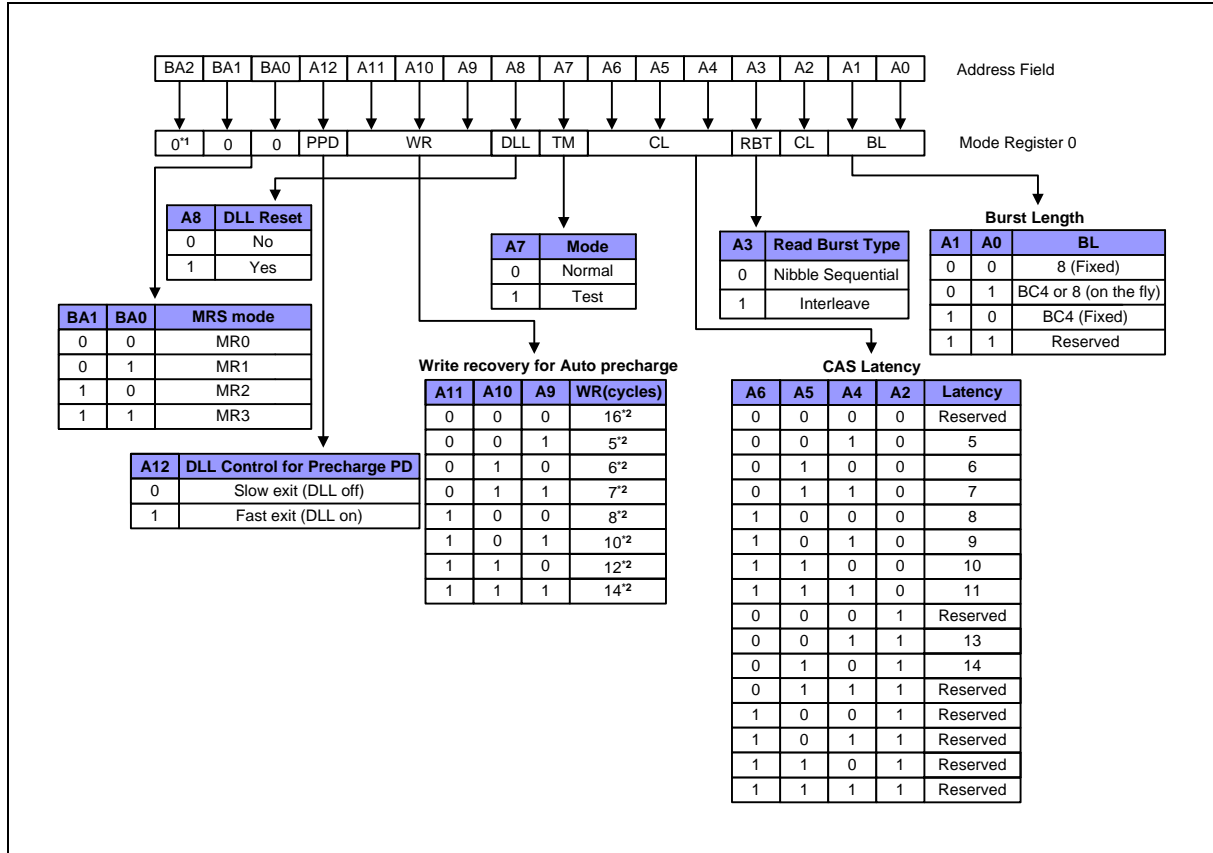 BA2 BA1 BA0 A12 A11 A10 A9 A8 A7 A6 A5 A4 A3 A2 A1 A0 Address Field
0*1 0 0 PPD WR DLL TM CL RBT CL BL Mode Register 0
A8 DLL Reset
0 No
1 Yes
A7 Mode
0 Normal
1 Test
A3 Read Burst Type
0 Nibble Sequential
1 Interleave
Burst Length
A1 A0 BL
0 0 8 (Fixed)
0 1 BC4 or 8 (on the fly)
1 0 BC4 (Fixed)
1 1 Reserved
BA1 BA0 MRS mode
0 0 MR0
0 1 MR1
1 0 MR2
1 1 MR3
A12 DLL Control for Precharge PD
0 Slow exit (DLL off)
1 Fast exit (DLL on)
Write recovery for Auto precharge
A11 A10 A9 WR(cycles)
0 0 0 16*2
0 0 1 5*2
0 1 0 6*2
0 1 1 7*2
1 0 0 8*2
1 0 1 10*2
1 1 0 12*2
1 1 1 14*2
CAS Latency
A6 A5 A4 A2 Latency
0 0 0 0 Reserved
0 0 1 0 5
0 1 0 0 6
0 1 1 0 7
1 0 0 0 8
1 0 1 0 9
1 1 0 0 10
1 1 1 0 11
0 0 0 1 Reserved
0 0 1 1 13
0 1 0 1 14
0 1 1 1 Reserved
1 0 0 1 Reserved
1 0 1 1 Reserved
1 1 0 1 Reserved
1 1 1 1 Reserved